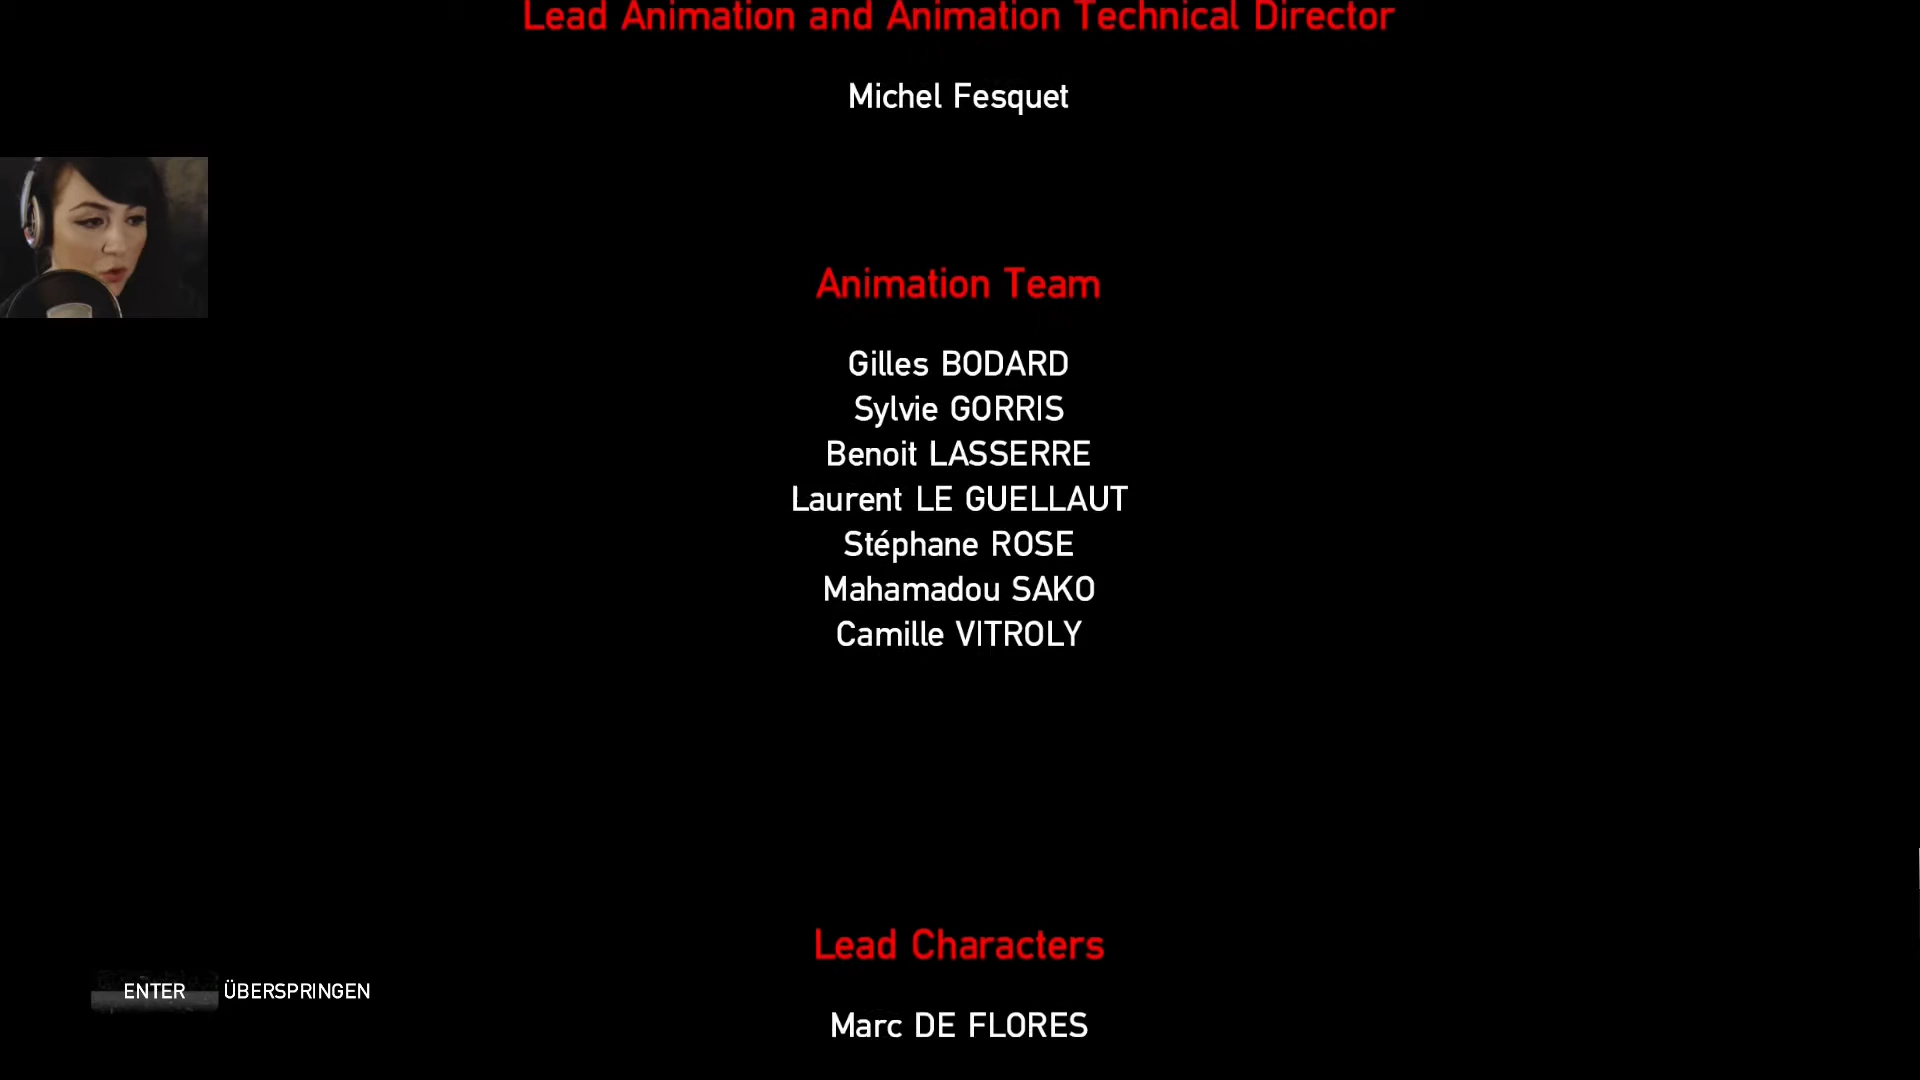 Lead Animation and Animation Technical Director
Michel Fesquet
Animation Team
Gilles BODARD
Sylvie GORRIS
Benoit LASSERRE
Laurent LE GUELLAUT
Stéphane ROSE
Mahamadou SAKO
Camille VITROLY
Lead Characters
ENTER ÜBERSPRINGEN
Marc DE FLORES